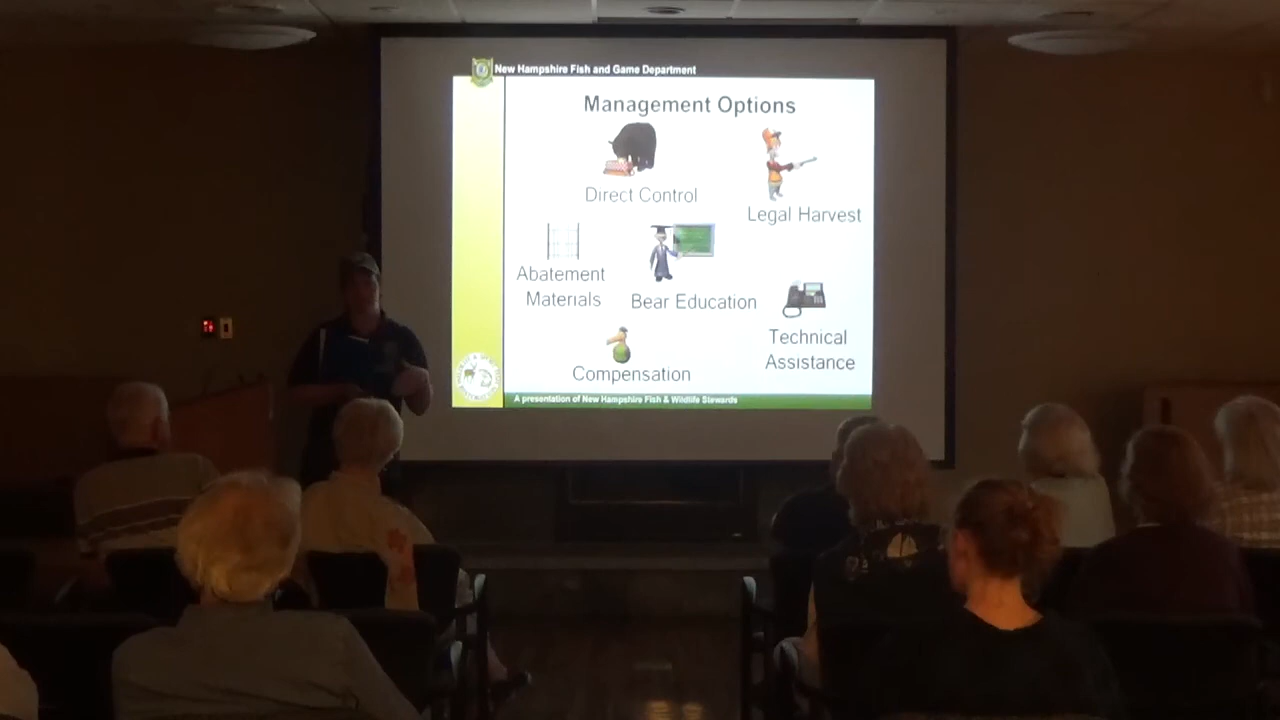 New Hampshire Fish and Game Department
Management Options
Direct Control
Legal Harvest
Abatement
Materials
Bear Education
Technical
Assistance
Compensation
A presentation of New Hampshire Fish & Wildlife Stewards